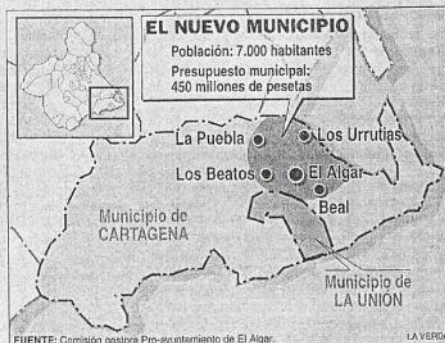 EL NUEVO MUNICIPIO
Población: 7.000 habitantes
Presupuesto municipal:
450 millones de pesetas
La Puebla
Los Urrutias
Los Beatos
El Algar
Beal
Municipio de
CARTAGENA
Municipio de
LA UNIÓN
FUENTE: Comisión gestora Pro-ayuntamiento de El Algar.
LA VERDAD